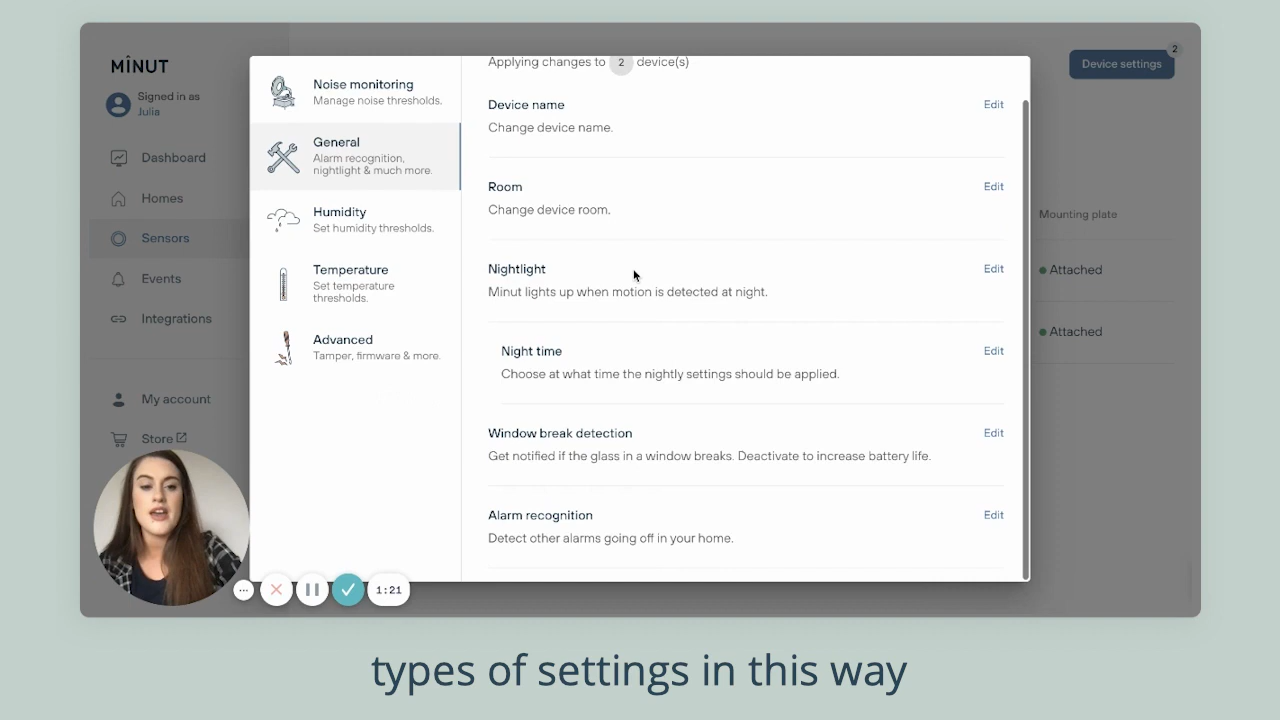 MINUT
Signed in as
Julia
Dashboard
Homes
Sensors
Events
Integrations
My account
Store
Noise monitoring
Manage noise thresholds.
General
Alarm recognition,
nightlight & much more.
Humidity
Set humidity thresholds.
Temperature
Set temperature
thresholds.
Advanced
Tamper, firmware & more.
Applying changes to 2 device(s)
Device name Edit
Change device name.
Room Edit
Change device room.
Nightlight Edit
Minut lights up when motion is detected at night.
Night time Edit
Choose at what time the nightly settings should be applied.
Window break detection Edit
Get notified if the glass in a window breaks. Deactivate to increase battery life.
Alarm recognition Edit
Detect other alarms going off in your home.
2
Device settings
Mounting plate
Attached
Attached
1:21
types of settings in this way